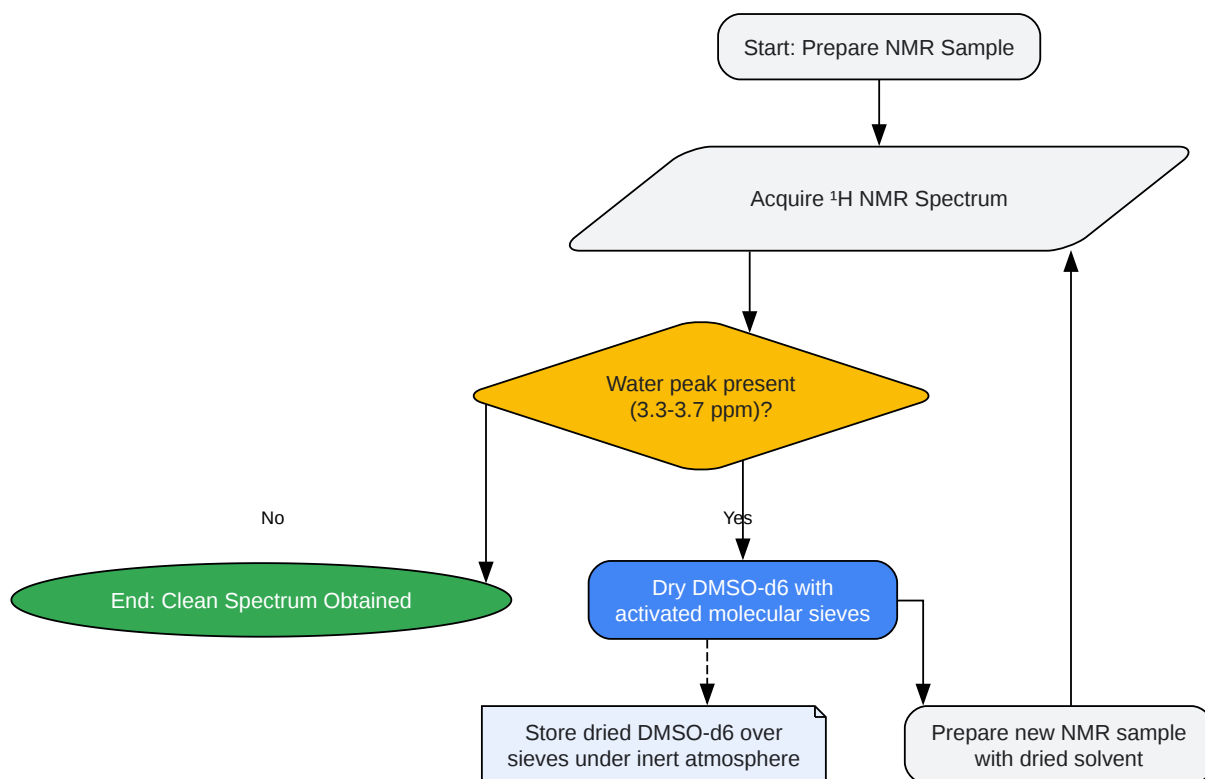 Start: Prepare NMR Sample
Acquire ¹H NMR Spectrum
Water peak present
(3.3-3.7 ppm)?
No
Yes
End: Clean Spectrum Obtained
Dry DMSO-d6 with
activated molecular sieves
Store dried DMSO-d6 over
sieves under inert atmosphere
Prepare new NMR sample
with dried solvent